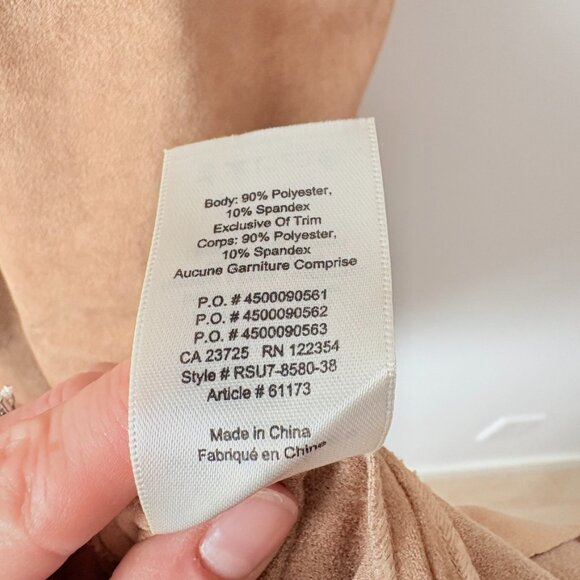 Body: 90% Polyester,
10% Spandex
Exclusive Of Trim
Corps: 90% Polyester,
10% Spandex
Aucune Garniture Comprise
P.O. # 4500090561
P.O. # 4500090562
P.O. # 4500090563
CA 23725 RN 122354
Style # RSU7-8580-38
Article # 61173
Made in China
Fabriqué en Chine